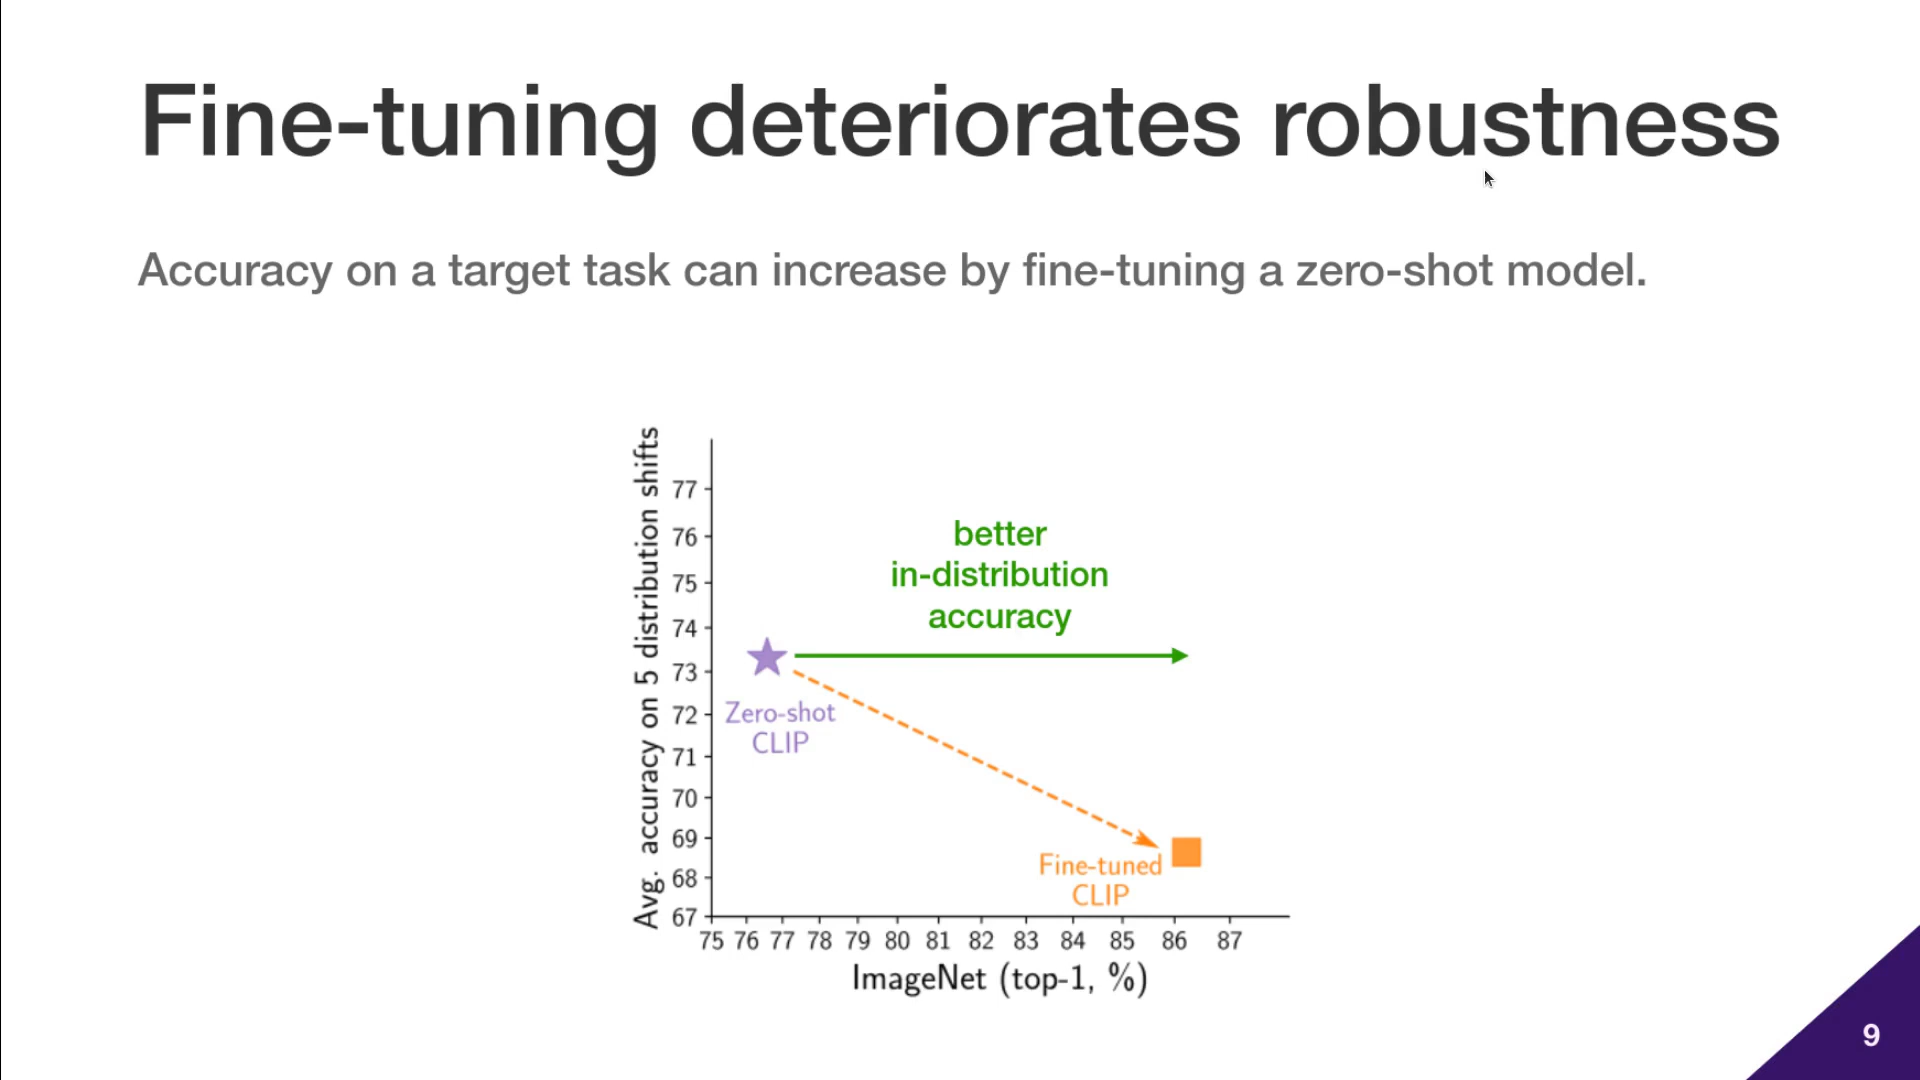 Fine-tuning deteriorates robustness
Accuracy on a target task can increase by fine-tuning a zero-shot model.
Avg. accuracy on 5 distribution shifts
77
76
75
74
73
72
71
70
69
68
67
better
in-distribution
accuracy
Zero-shot
CLIP
Fine-tuned
CLIP
75 76 77 78 79 80 81 82 83 84 85 86 87
ImageNet (top-1, %)
9